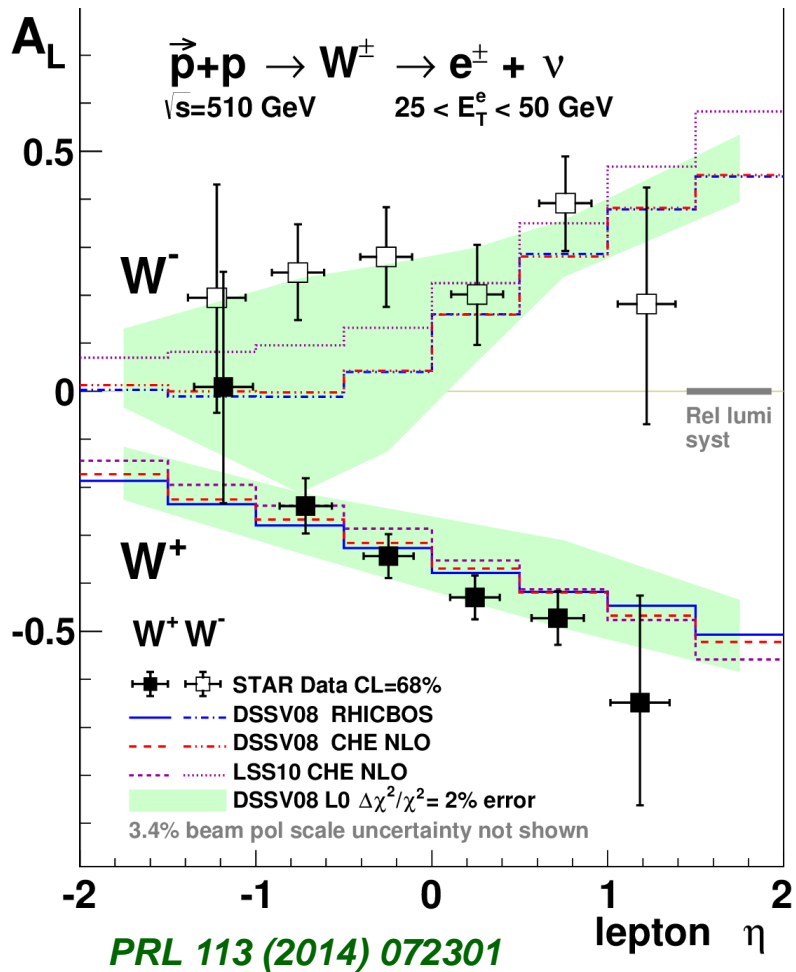 A_L
p⃗+p → W^± → e^± + ν
√s=510 GeV 25 < E_T^e < 50 GeV
0.5
W^-
0
Rel lumi
syst
W^+
-0.5
W^+ W^-
STAR Data CL=68%
DSSV08 RHICBOS
DSSV08 CHE NLO
LSS10 CHE NLO
DSSV08 L0 Δχ²/χ²= 2% error
3.4% beam pol scale uncertainty not shown
-2 -1 0 1 2
lepton η
PRL 113 (2014) 072301